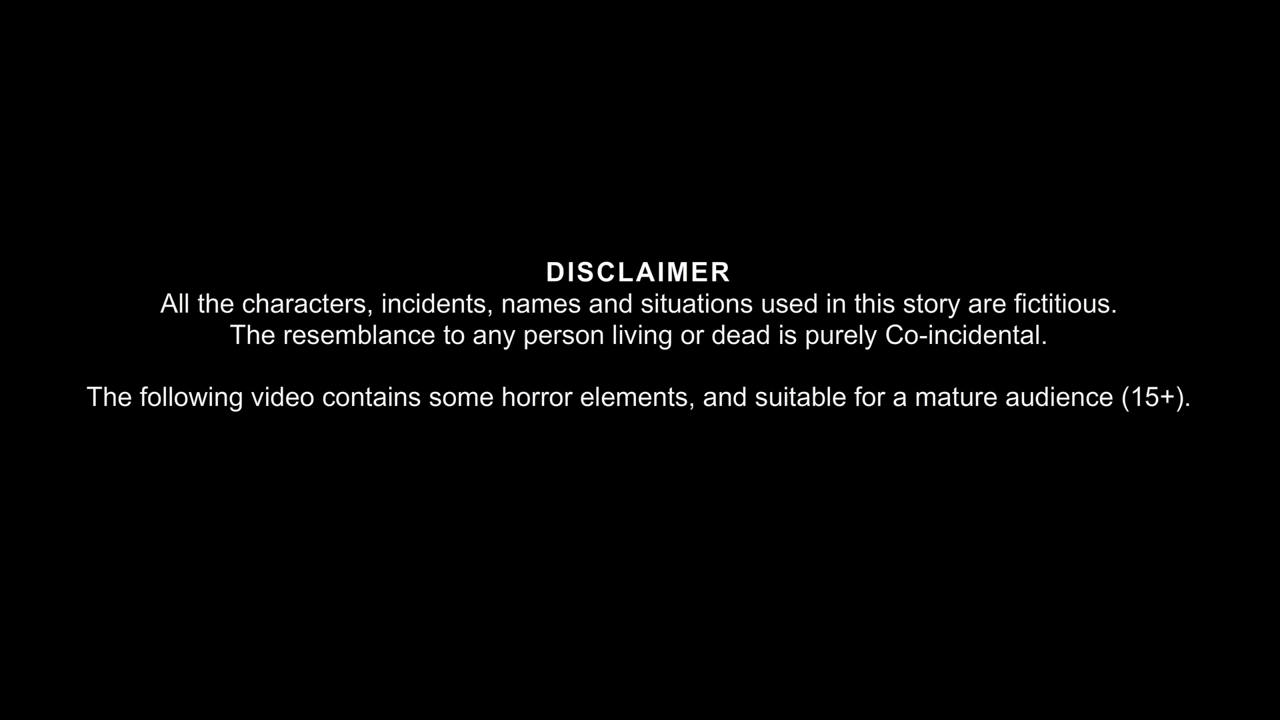 DISCLAIMER
All the characters, incidents, names and situations used in this story are fictitious.
The resemblance to any person living or dead is purely Co-incidental.
The following video contains some horror elements, and suitable for a mature audience (15+).